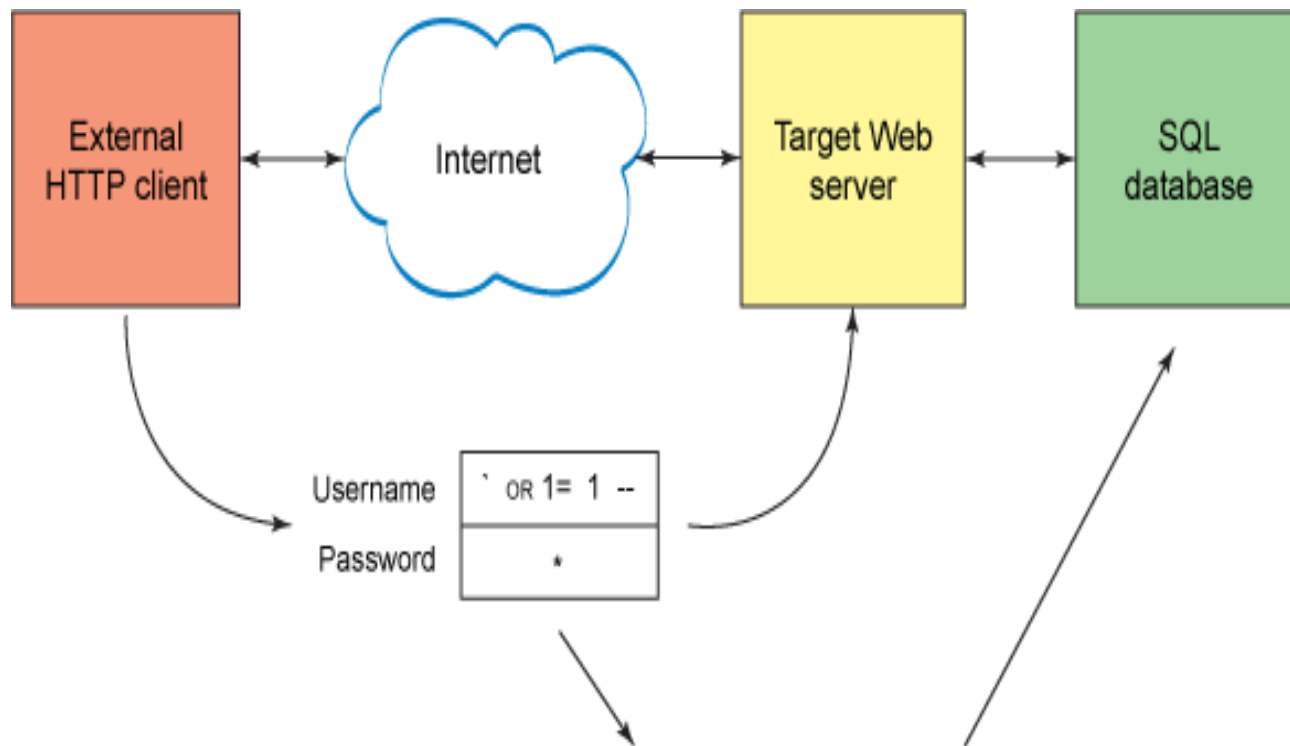 External
HTTP client
Internet
Target Web
server
SQL
database
Username
` OR 1= 1 --
Password
*